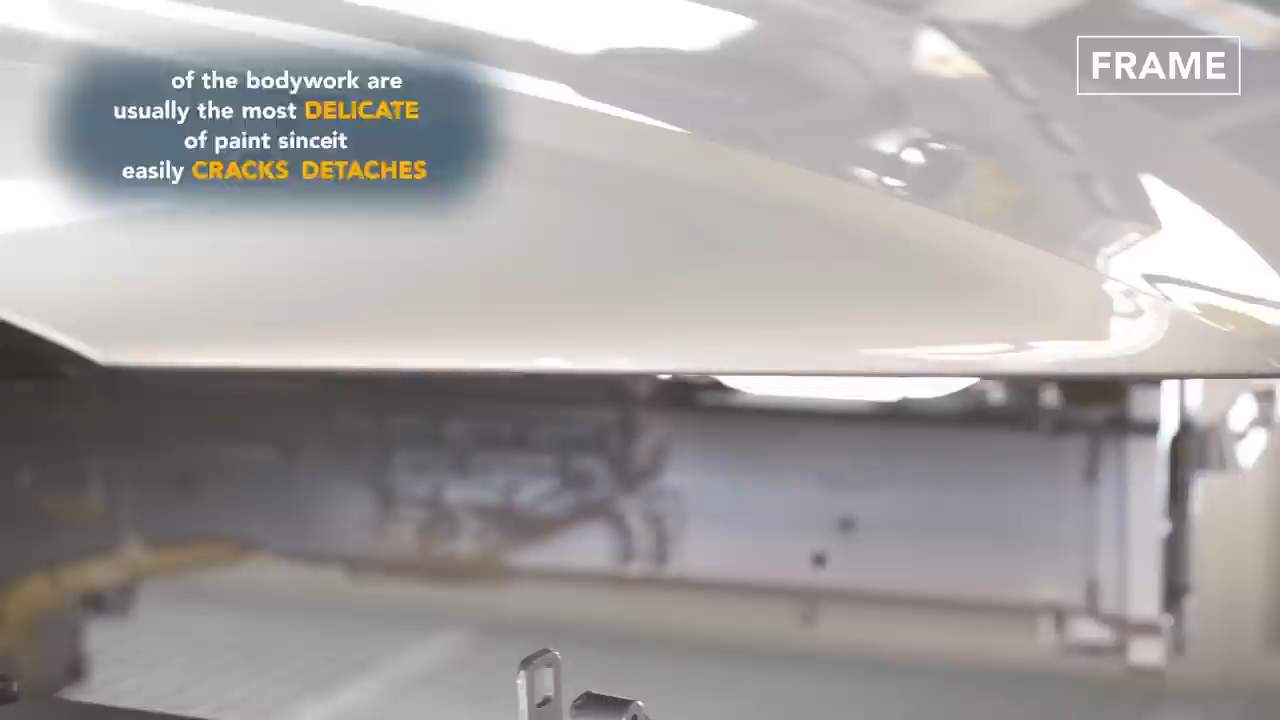 of the bodywork are
usually the most DELICATE
of paint sinceit
easily CRACKS DETACHES
FRAME